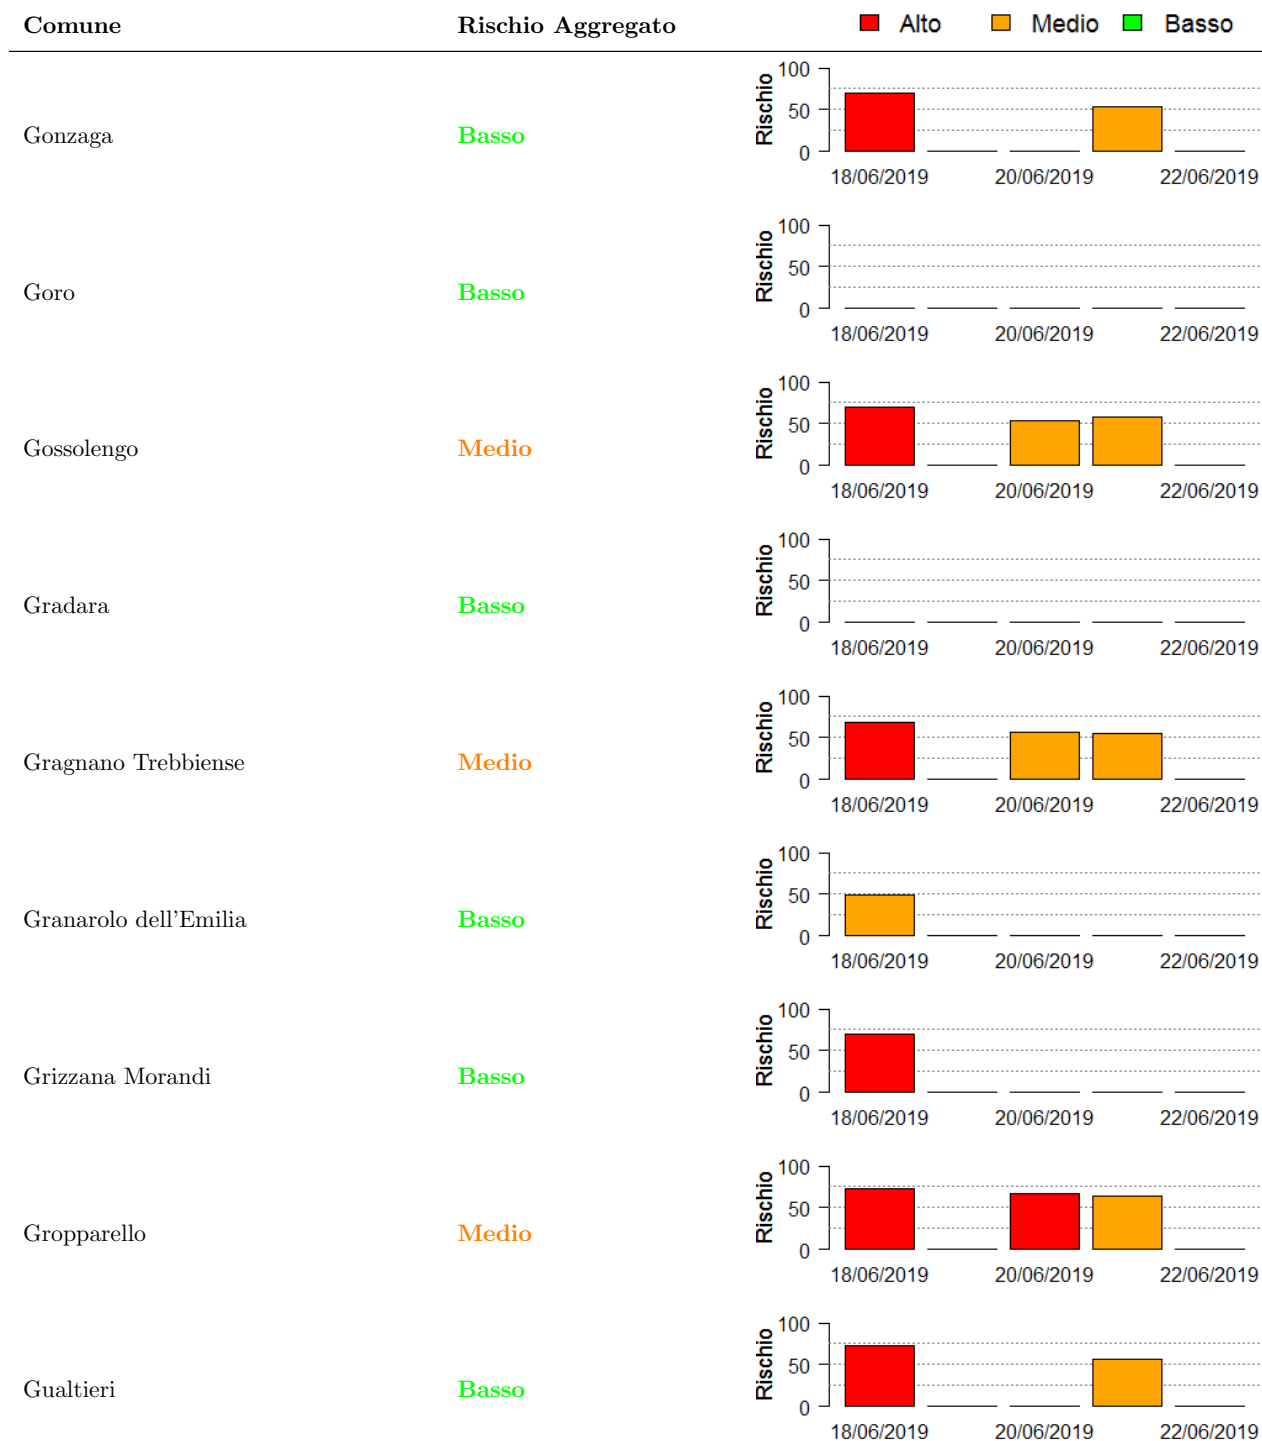 Comune Rischio Aggregato Alto Medio Basso
Gonzaga Basso
Rischio
100
50
0
18/06/2019 20/06/2019 22/06/2019
Goro Basso
Rischio
100
50
0
18/06/2019 20/06/2019 22/06/2019
Gossolengo Medio
Rischio
100
50
0
18/06/2019 20/06/2019 22/06/2019
Gradara Basso
Rischio
100
50
0
18/06/2019 20/06/2019 22/06/2019
Gragnano Trebbiense Medio
Rischio
100
50
0
18/06/2019 20/06/2019 22/06/2019
Granarolo dell'Emilia Basso
Rischio
100
50
0
18/06/2019 20/06/2019 22/06/2019
Grizzana Morandi Basso
Rischio
100
50
0
18/06/2019 20/06/2019 22/06/2019
Gropparello Medio
Rischio
100
50
0
18/06/2019 20/06/2019 22/06/2019
Gualtieri Basso
Rischio
100
50
0
18/06/2019 20/06/2019 22/06/2019